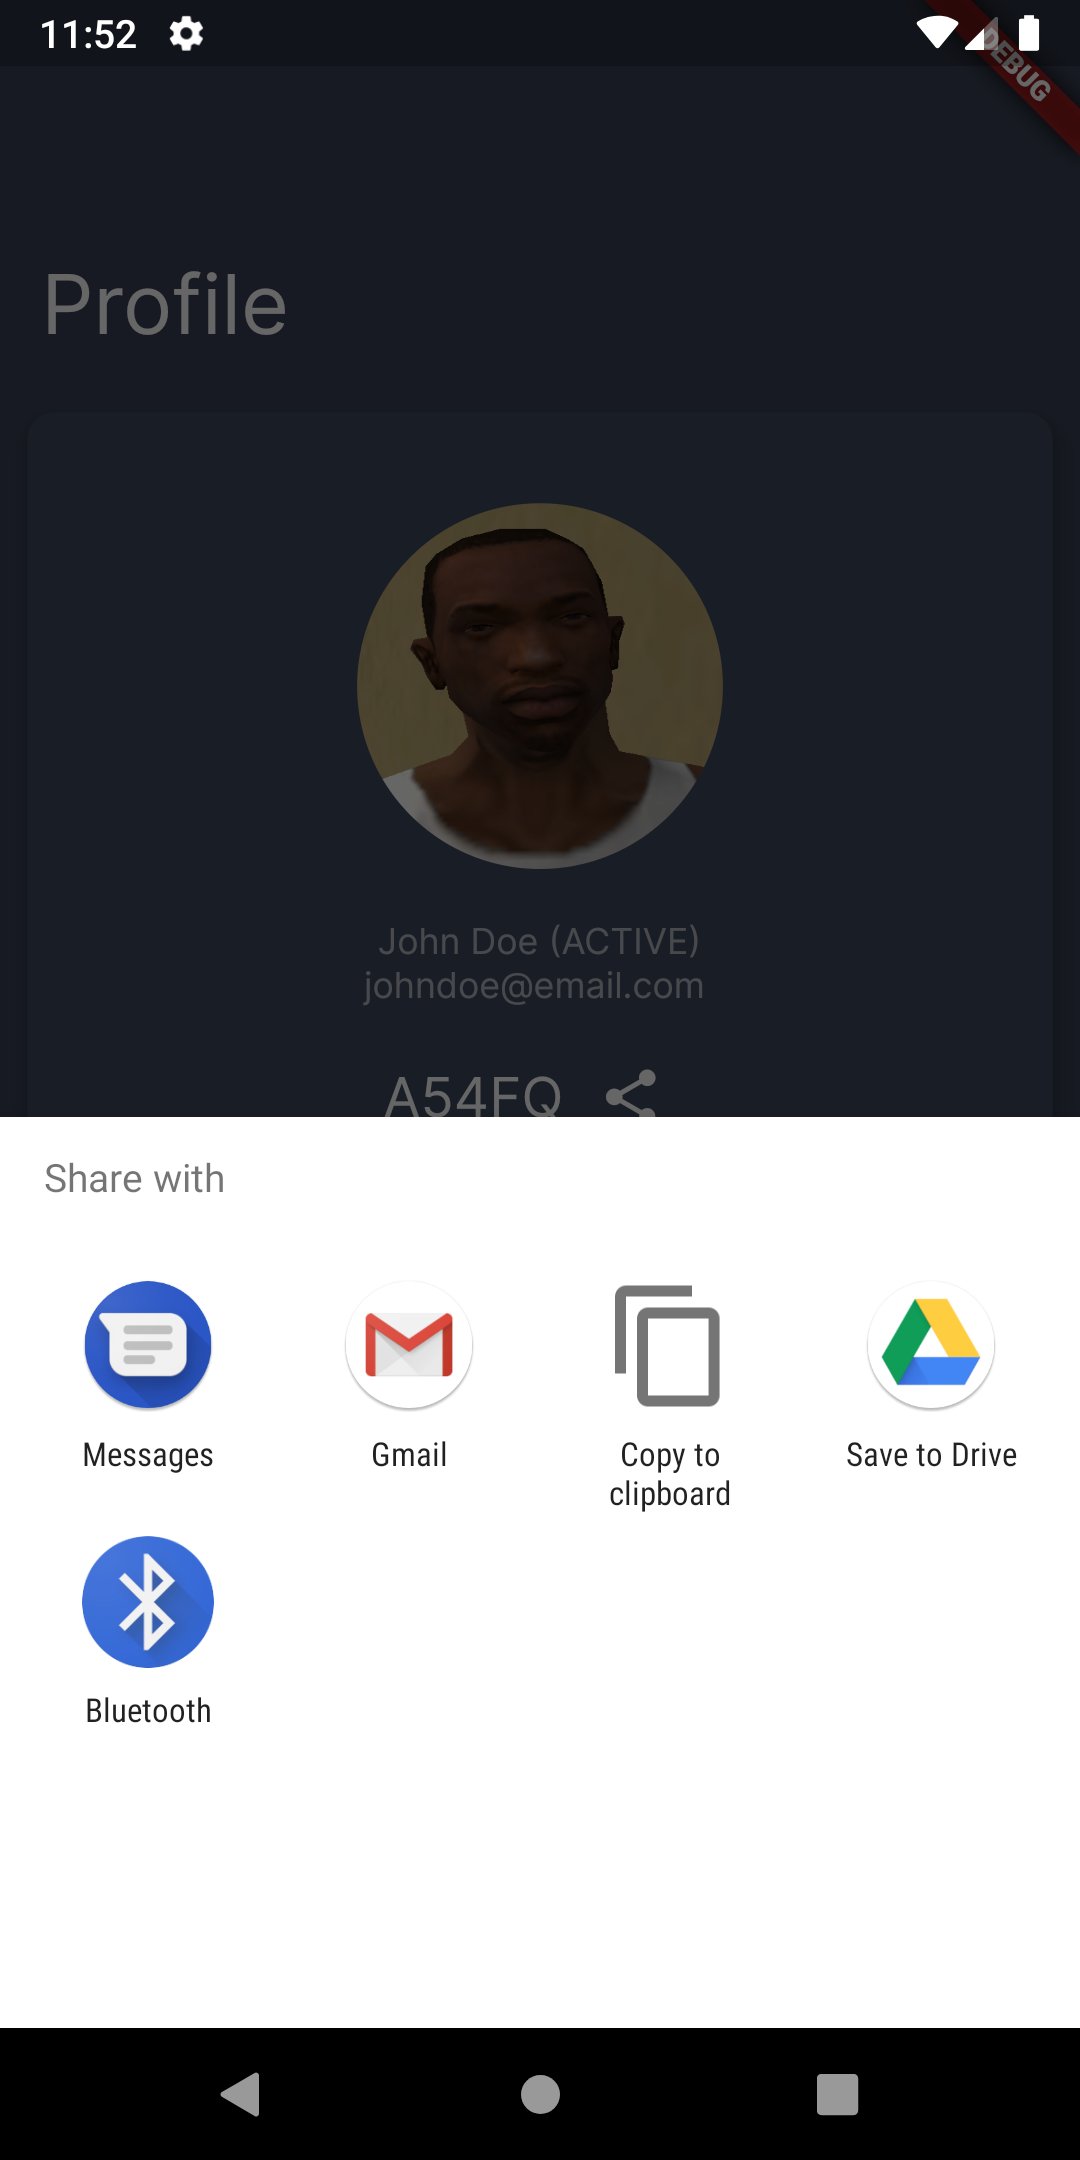 11:52
DEBUG
Profile
John Doe (ACTIVE)
johndoe@email.com
A54FQ
Share with
Messages
Gmail
Copy to
clipboard
Save to Drive
Bluetooth